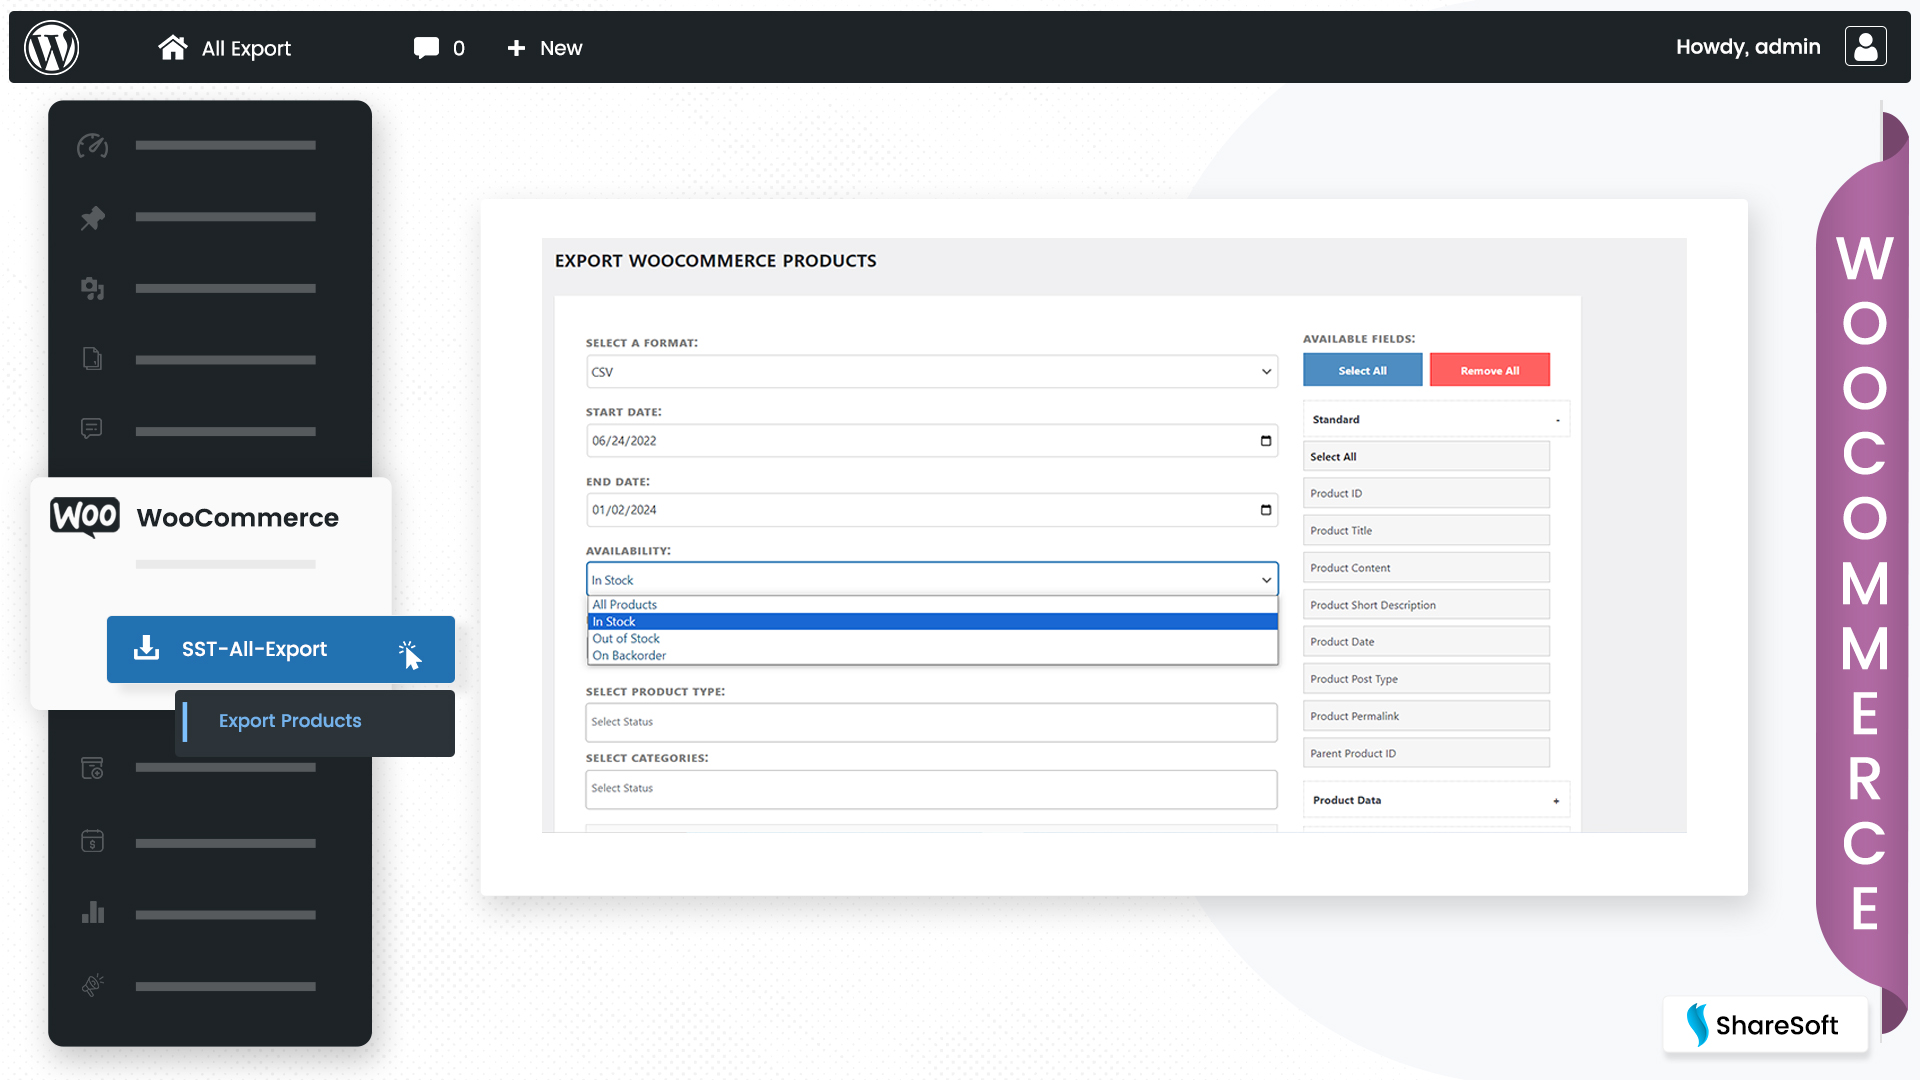 All Export
0
New
Howdy, admin
WOO
WooCommerce
SST-All-Export
Export Products
EXPORT WOOCOMMERCE PRODUCTS
SELECT A FORMAT:
CSV
START DATE:
06/24/2022
END DATE:
01/02/2024
AVAILABILITY:
In Stock
All Products
In Stock
Out of Stock
On Backorder
SELECT PRODUCT TYPE:
Select Status
SELECT CATEGORIES:
Select Status
AVAILABLE FIELDS:
Select All
Remove All
Standard -
Select All
Product ID
Product Title
Product Content
Product Short Description
Product Date
Product Post Type
Product Permalink
Parent Product ID
Product Data +
WOOCOMMERCE
ShareSoft